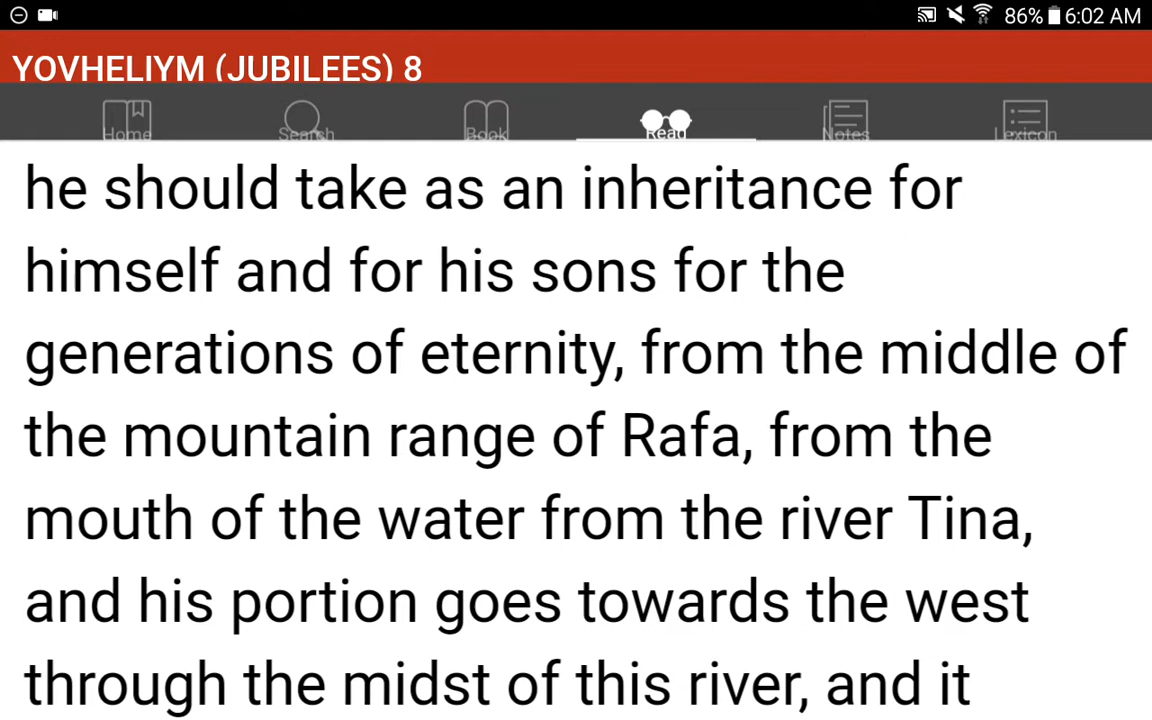 86% 6:02 AM
YOVHELIYM (JUBILEES) 8
Home Search Book Read Notes Lexicon
he should take as an inheritance for
himself and for his sons for the
generations of eternity, from the middle of
the mountain range of Rafa, from the
mouth of the water from the river Tina,
and his portion goes towards the west
through the midst of this river, and it